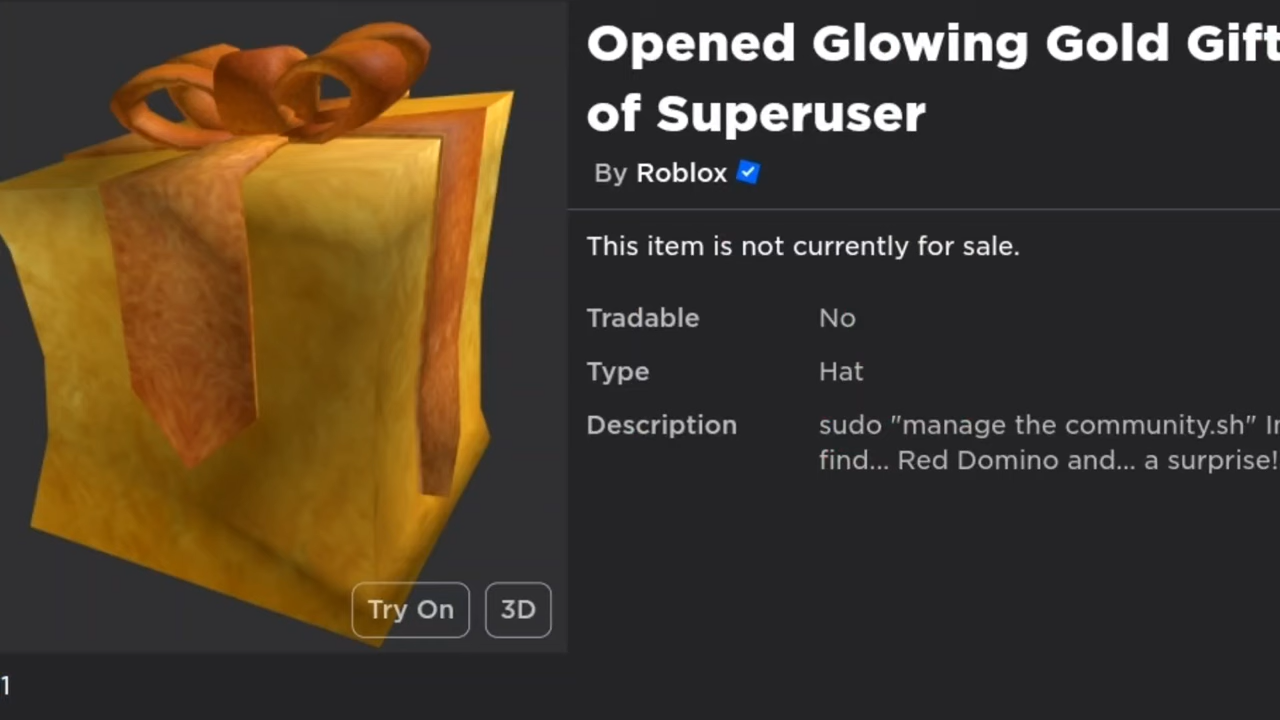 Opened Glowing Gold Gift
of Superuser
By Roblox
This item is not currently for sale.
Tradable No
Type Hat
Description sudo "manage the community.sh"
find... Red Domino and... a surprise!
Try On 3D
1